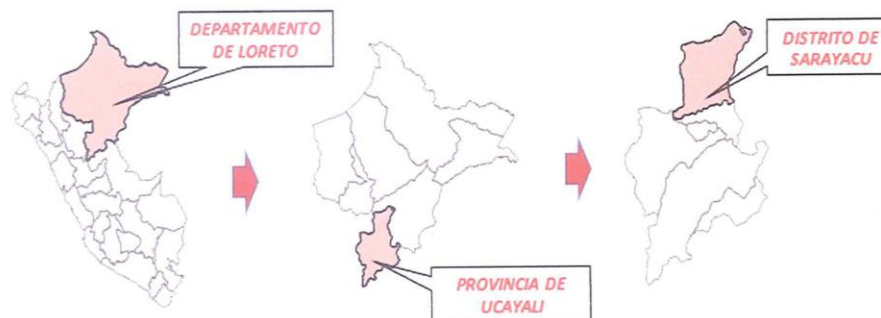 DEPARTAMENTO
DE LORETO
PROVINCIA DE
UCAYALI
DISTRITO DE
SARAYACU